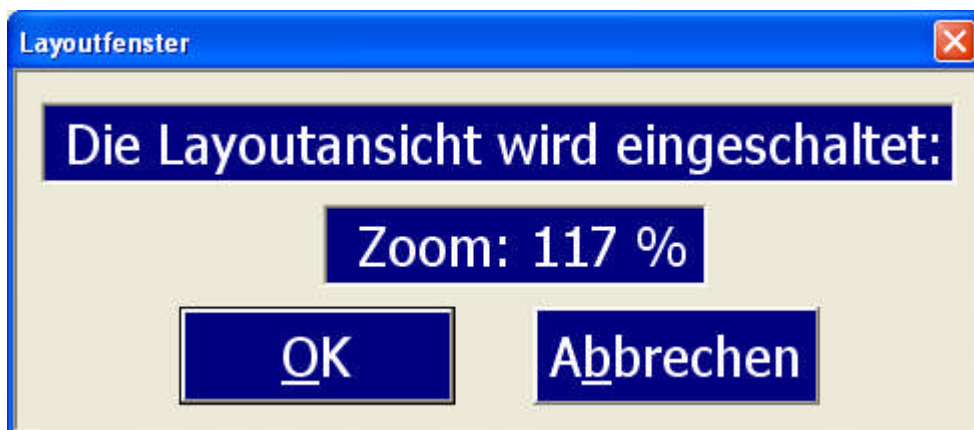 Layoutfenster
Die Layoutansicht wird eingeschaltet:
Zoom: 117 %
OK Abbrechen